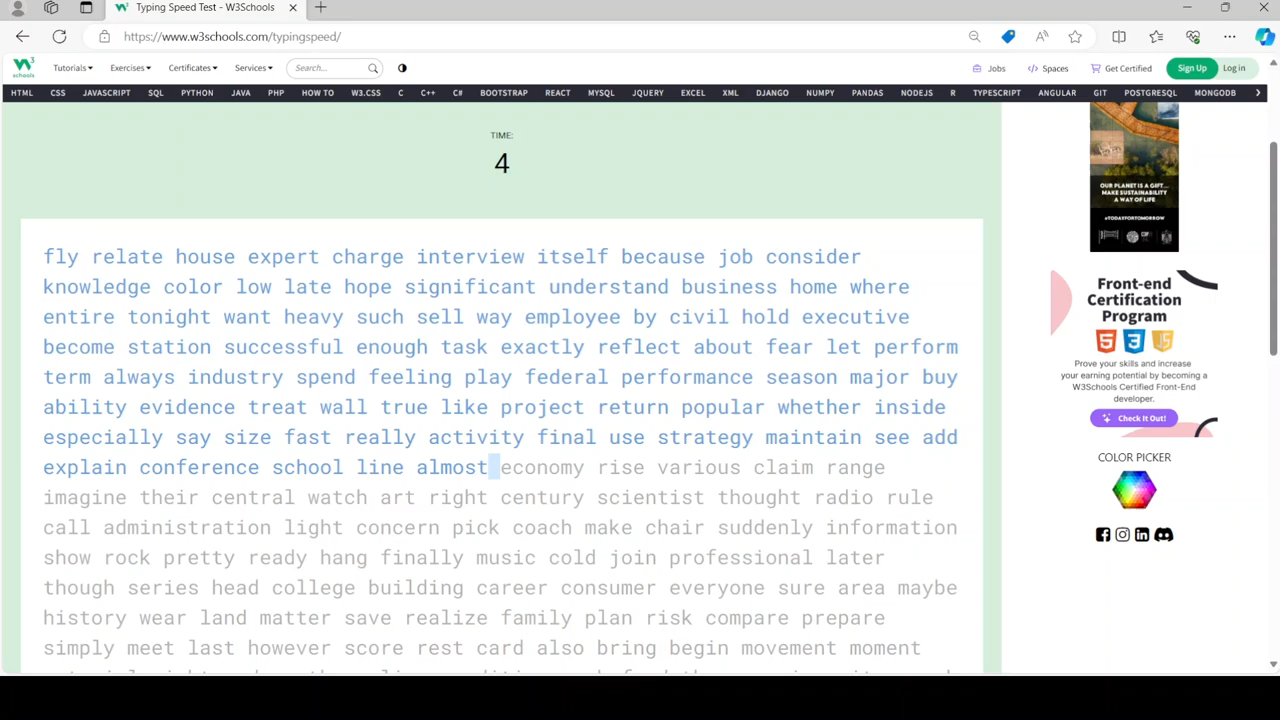 Typing Speed Test - W3Schools
https://www.w3schools.com/typingspeed/
3
W
schools
Tutorials Exercises Certificates Services Search... Jobs Spaces Get Certified Sign Up Log in
HTML CSS JAVASCRIPT SQL PYTHON JAVA PHP HOW TO W3.CSS C C++ C# BOOTSTRAP REACT MYSQL JQUERY EXCEL XML DJANGO NUMPY PANDAS NODEJS R TYPESCRIPT ANGULAR GIT POSTGRESQL MONGODB
TIME:
4
fly relate house expert charge interview itself because job consider
knowledge color low late hope significant understand business home where
entire tonight want heavy such sell way employee by civil hold executive
become station successful enough task exactly reflect about fear let perform
term always industry spend feeling play federal performance season major buy
ability evidence treat wall true like project return popular whether inside
especially say size fast really activity final use strategy maintain see add
explain conference school line almost economy rise various claim range
imagine their central watch art right century scientist thought radio rule
call administration light concern pick coach make chair suddenly information
show rock pretty ready hang finally music cold join professional later
though series head college building career consumer everyone sure area maybe
history wear land matter save realize family plan risk compare prepare
simply meet last however score rest card also bring begin movement moment
OUR PLANET IS A GIFT...
MAKE SUSTAINABILITY
A WAY OF LIFE
#TODAYFORTOMORROW
Front-end
Certification
Program
5 3 JS
Prove your skills and increase
your earning potential by becoming a
W3Schools Certified Front-End
developer.
Check It Out!
COLOR PICKER